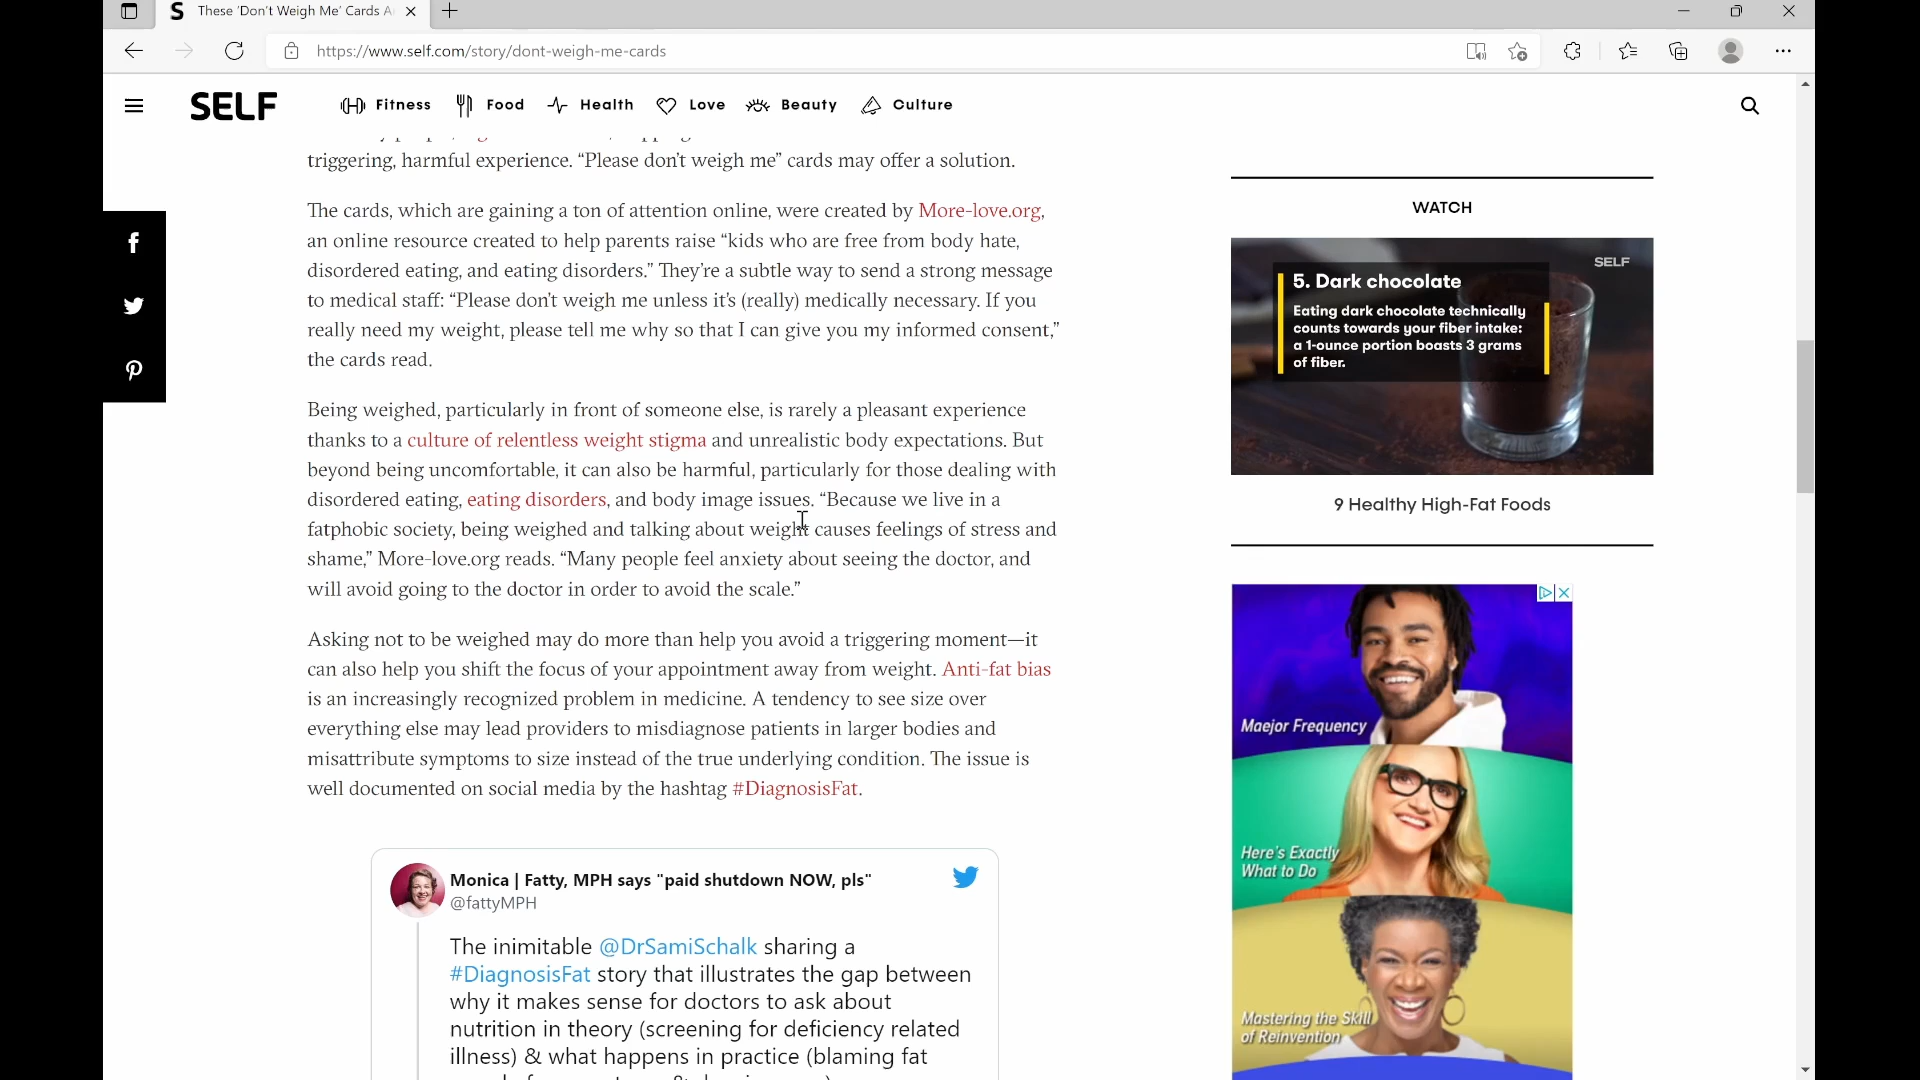 These 'Don't Weigh Me' Cards A
https://www.self.com/story/dont-weigh-me-cards
SELF
Fitness
Food
Health
Love
Beauty
Culture
triggering, harmful experience. “Please don’t weigh me” cards may offer a solution.
The cards, which are gaining a ton of attention online, were created by More-love.org,
an online resource created to help parents raise “kids who are free from body hate,
disordered eating, and eating disorders.” They’re a subtle way to send a strong message
to medical staff: “Please don’t weigh me unless it’s (really) medically necessary. If you
really need my weight, please tell me why so that I can give you my informed consent,”
the cards read.
Being weighed, particularly in front of someone else, is rarely a pleasant experience
thanks to a culture of relentless weight stigma and unrealistic body expectations. But
beyond being uncomfortable, it can also be harmful, particularly for those dealing with
disordered eating, eating disorders, and body image issues. “Because we live in a
fatphobic society, being weighed and talking about weight causes feelings of stress and
shame,” More-love.org reads. “Many people feel anxiety about seeing the doctor, and
will avoid going to the doctor in order to avoid the scale.”
Asking not to be weighed may do more than help you avoid a triggering moment—it
can also help you shift the focus of your appointment away from weight. Anti-fat bias
is an increasingly recognized problem in medicine. A tendency to see size over
everything else may lead providers to misdiagnose patients in larger bodies and
misattribute symptoms to size instead of the true underlying condition. The issue is
well documented on social media by the hashtag #DiagnosisFat.
Monica | Fatty, MPH says "paid shutdown NOW, pls"
@fattyMPH
The inimitable @DrSamiSchalk sharing a
#DiagnosisFat story that illustrates the gap between
why it makes sense for doctors to ask about
nutrition in theory (screening for deficiency related
illness) & what happens in practice (blaming fat
WATCH
SELF
5. Dark chocolate
Eating dark chocolate technically
counts towards your fiber intake:
a 1-ounce portion boasts 3 grams
of fiber.
9 Healthy High-Fat Foods
Maejor Frequency
Here's Exactly
What to Do
Mastering the Skill
of Reinvention